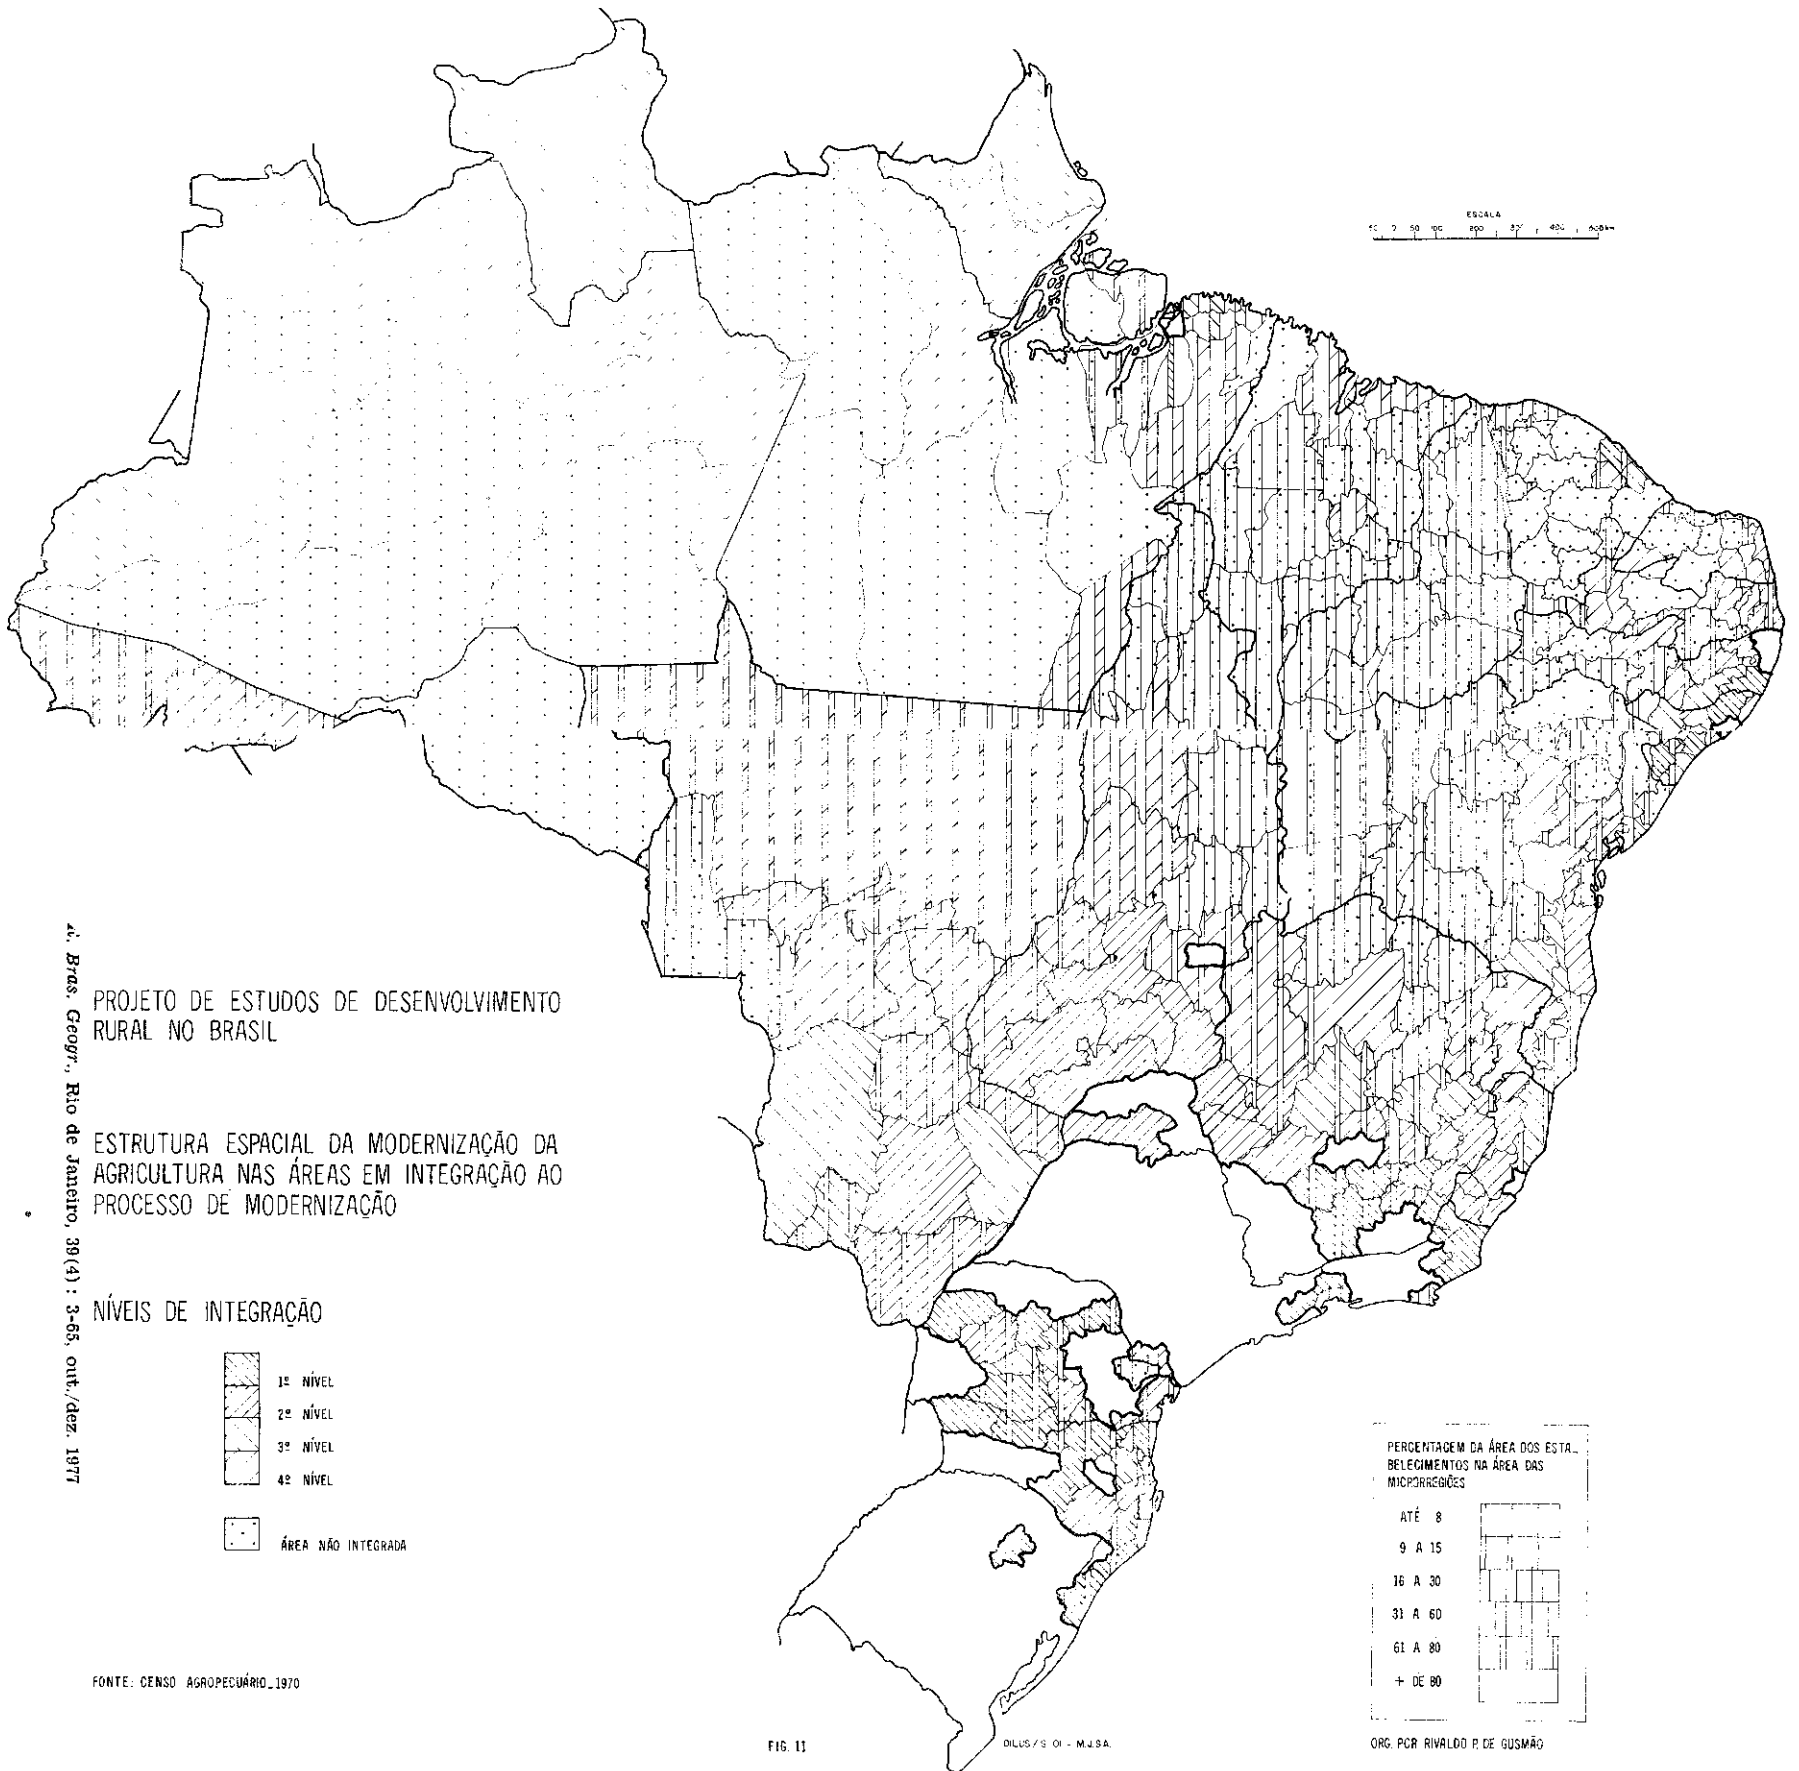 ESCALA
R. Bras. Geogr., Rio de Janeiro, 39(4) : 3-65, out./dez. 1977
PROJETO DE ESTUDOS DE DESENVOLVIMENTO
RURAL NO BRASIL
ESTRUTURA ESPACIAL DA MODERNIZAÇÃO DA
AGRICULTURA NAS ÁREAS EM INTEGRAÇÃO AO
PROCESSO DE MODERNIZAÇÃO
NÍVEIS DE INTEGRAÇÃO
1º NÍVEL
2º NÍVEL
3º NÍVEL
4º NÍVEL
ÁREA NÃO INTEGRADA
PERCENTAGEM DA ÁREA DOS ESTA_
BELECIMENTOS NA ÁREA DAS
MICRORREGIÕES
ATÉ 8
9 A 15
16 A 30
31 A 60
61 A 80
+ DE 80
FONTE: CENSO AGROPECUÁRIO_1970
FIG. 11
ORG. POR RIVALDO P. DE GUSMÃO